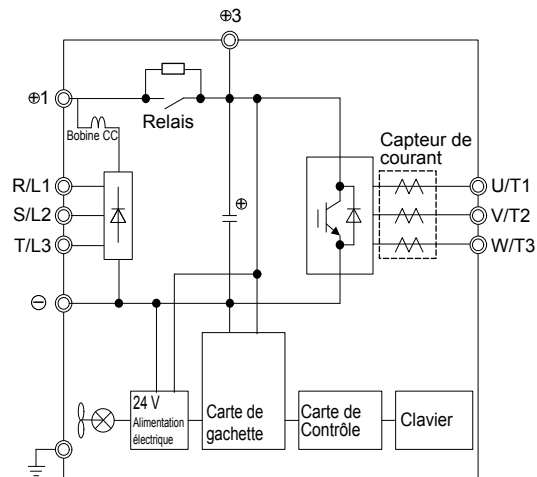 ⊕3
⊕1
Relais
Bobine CC
Capteur de
courant
R/L1
S/L2
T/L3
⊕
U/T1
V/T2
W/T3
⊖
24 V
Alimentation
électrique
Carte de
gachette
Carte de
Contrôle
Clavier